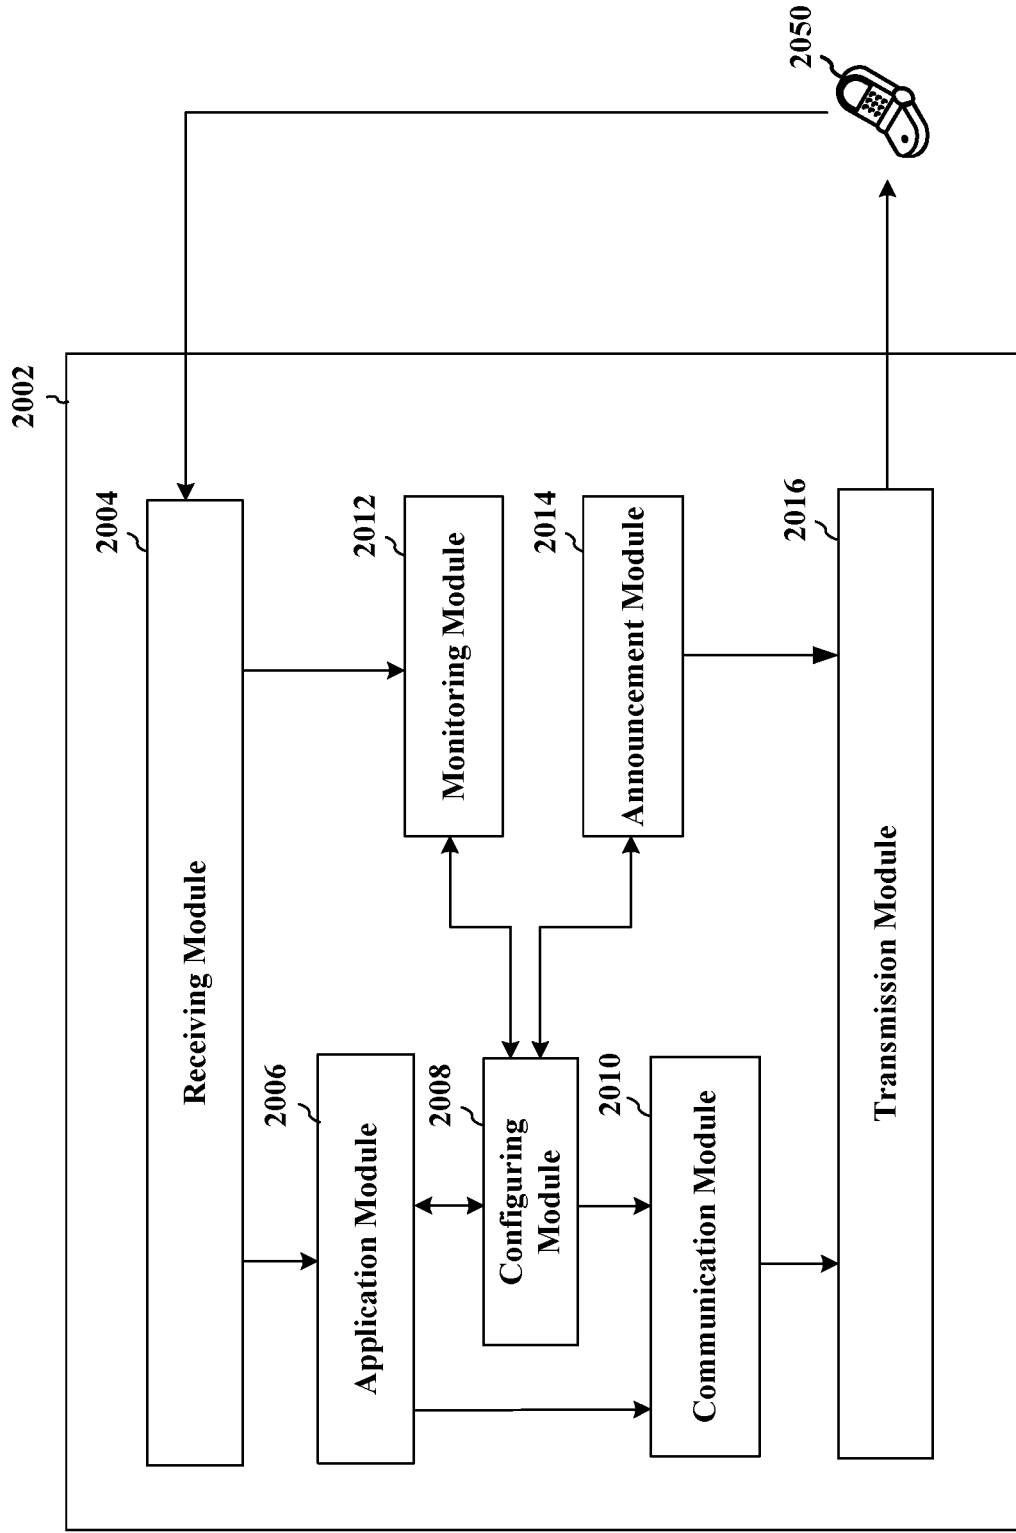 2002
2004
Receiving Module
2006
Application Module
2012
Monitoring Module
2008
Configuring
Module
2014
Announcement Module
2010
Communication Module
2016
Transmission Module
2050